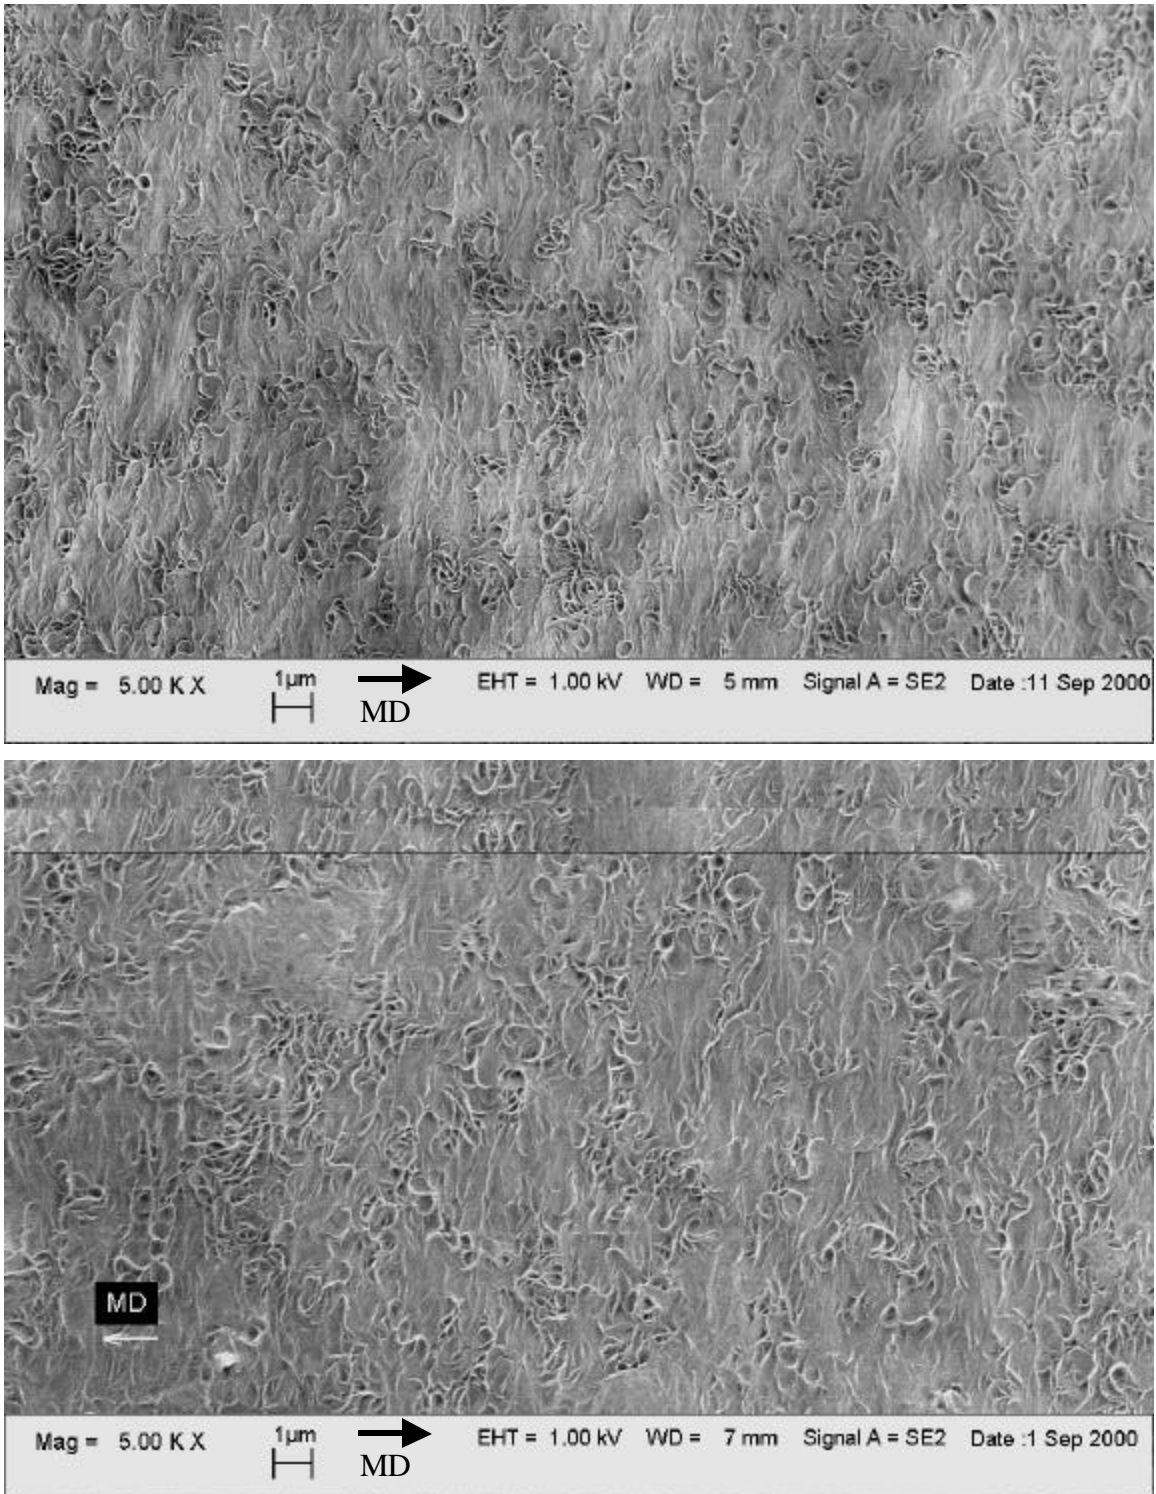 Mag = 5.00 K X 1µm EHT = 1.00 kV WD = 5 mm Signal A = SE2 Date :11 Sep 2000
MD
MD
Mag = 5.00 K X 1µm EHT = 1.00 kV WD = 7 mm Signal A = SE2 Date :1 Sep 2000
MD